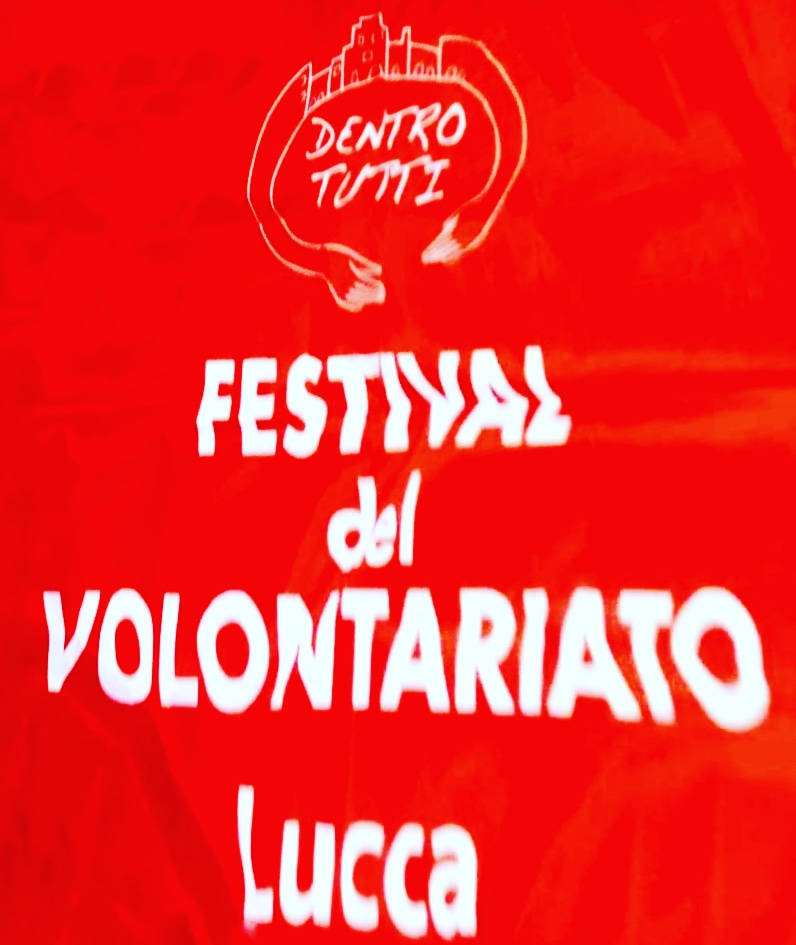 DENTRO
TUTTI
FESTIVAL
del
VOLONTARIATO
Lucca